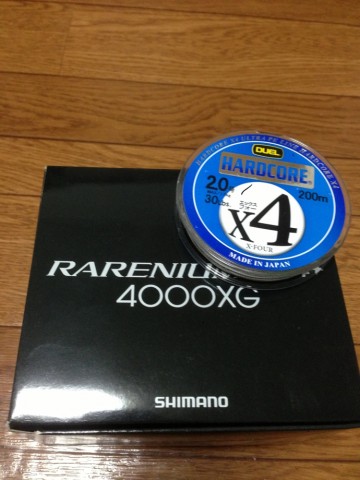 DUEL
HARDCORE
2.0
200m
30lbs.
エックス
フォー
X4
X-FOUR
MADE IN JAPAN
RARENIUM
4000XG
SHIMANO